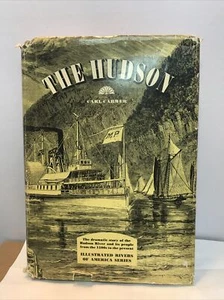 THE HUDSON
CARL CARMER
MP
The dramatic story of the
Hudson River and its people
from the 1500s to the present
ILLUSTRATED RIVERS
OF AMERICA SERIES